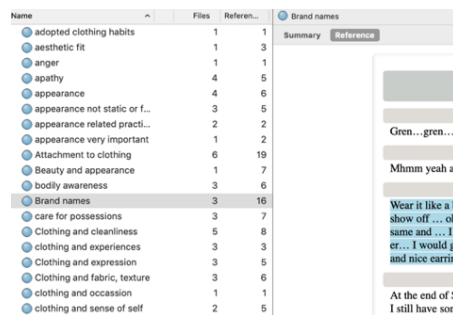 Name Files Referen... Brand names
Summary Reference
adopted clothing habits 1 1
aesthetic fit 1 3
anger 1 1
apathy 4 5
appearance 4 6
appearance not static or f... 3 5
appearance related practi... 2 2
appearance very important 1 2
Attachment to clothing 6 19
Beauty and appearance 1 7
bodily awareness 3 6
Brand names 3 16
care for possessions 3 7
Clothing and cleanliness 5 8
clothing and experiences 3 3
Clothing and expression 3 5
Clothing and fabric, texture 3 6
clothing and occassion 1 1
clothing and sense of self 2 5
Gren…gren…
Mhmm yeah a
Wear it like a
show off … ol
same and … I
er… I would g
and nice earri
At the end of
I still have so